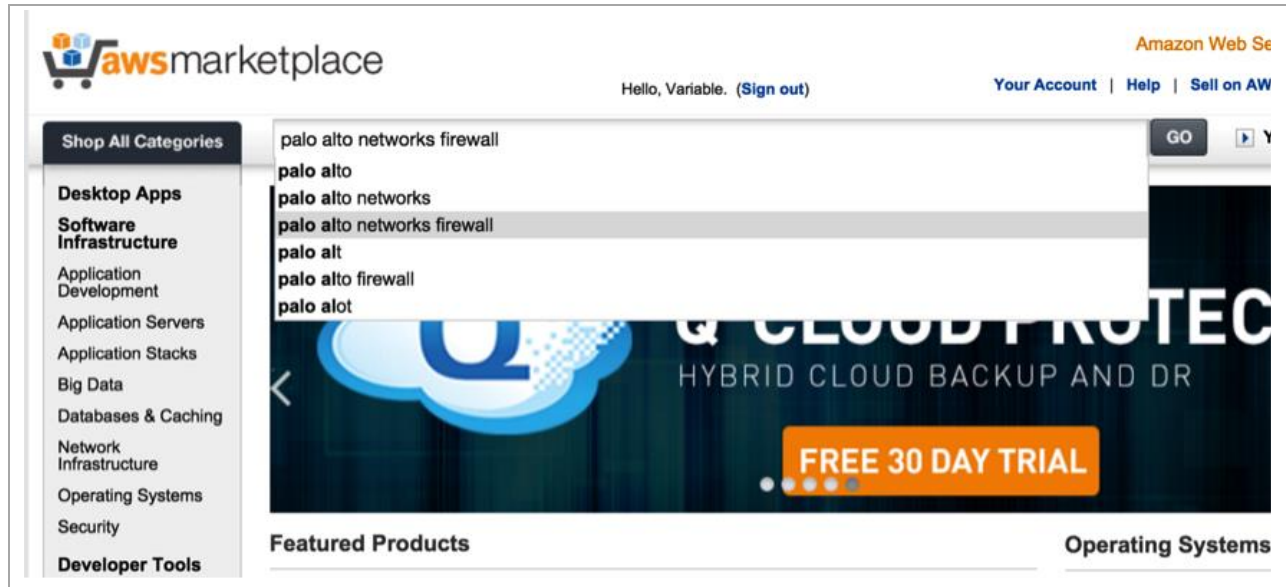 awsmarketplace
Amazon Web Se
Hello, Variable. (Sign out)
Your Account | Help | Sell on AW
Shop All Categories
palo alto networks firewall
GO
Y
palo alto
palo alto networks
palo alto networks firewall
palo alt
palo alto firewall
palo alot
Desktop Apps
Software
Infrastructure
Application
Development
Application Servers
Application Stacks
Big Data
Databases & Caching
Network
Infrastructure
Operating Systems
Security
Developer Tools
Q
Q CLOUD PROTEC
HYBRID CLOUD BACKUP AND DR
FREE 30 DAY TRIAL
Featured Products
Operating Systems